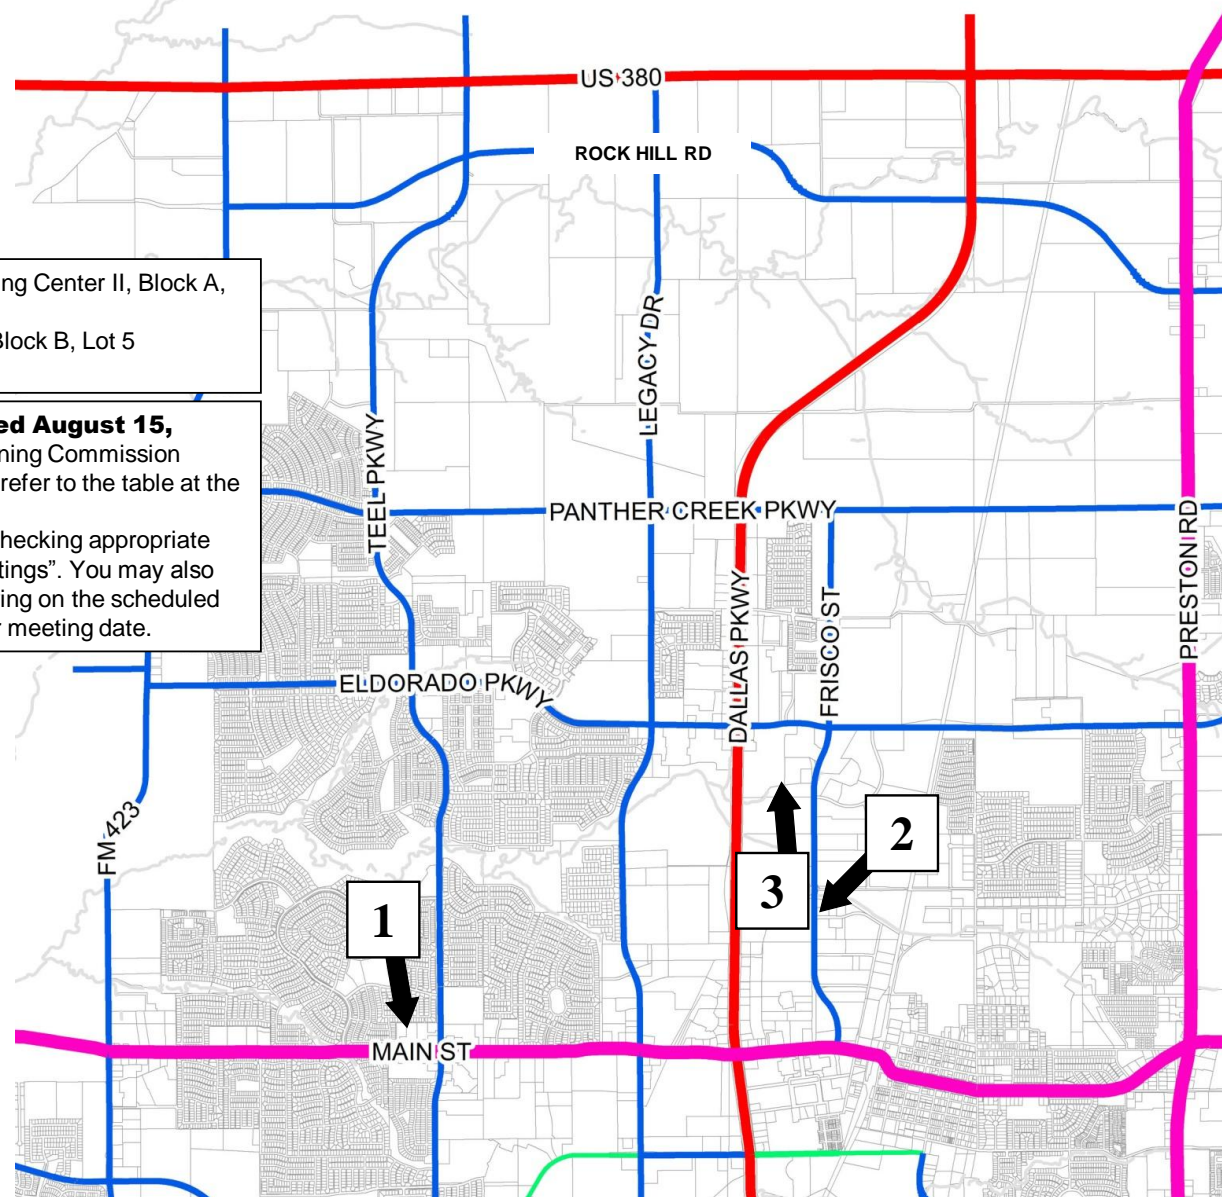 US 380
ROCK HILL RD
ng Center II, Block A,
Block B, Lot 5
ed August 15,
ning Commission
refer to the table at the
hecking appropriate
tings”. You may also
ing on the scheduled
meeting date.
LEGACY DR
TEEL PKWY
PANTHER CREEK PKWY
PRESTON RD
DALLAS PKWY
FRISCO ST
ELDORADO PKWY
FM 423
2
3
1
MAIN ST